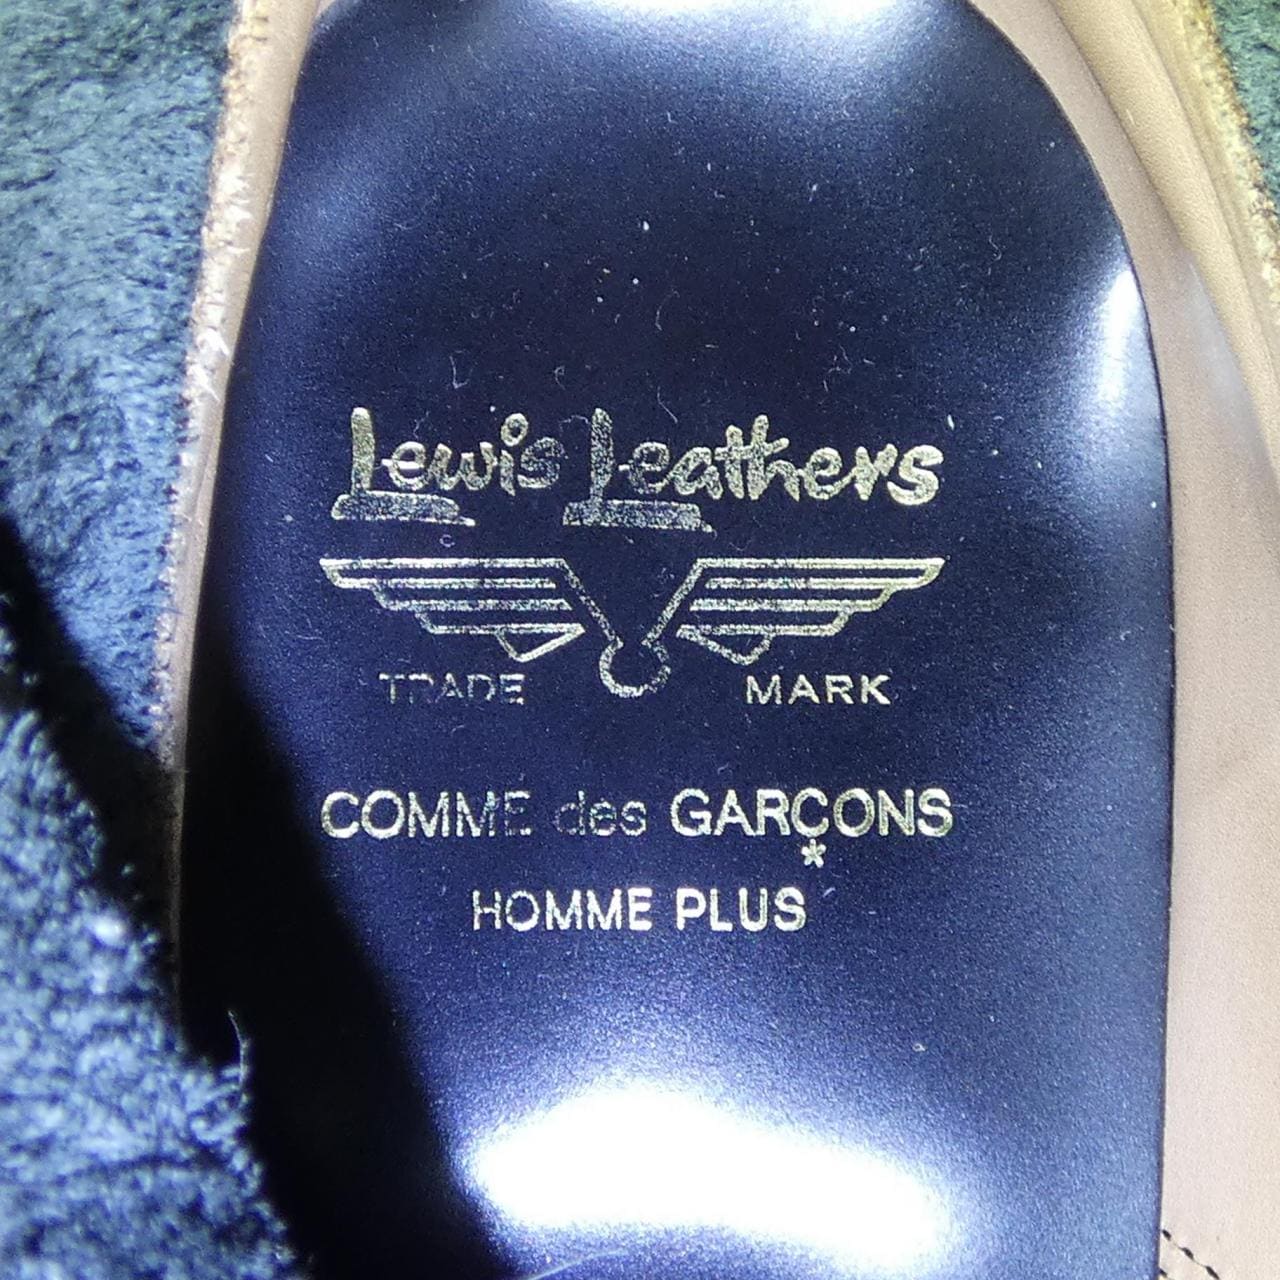 Lewis Leathers
TRADE MARK
COMME des GARÇONS
*
HOMME PLUS